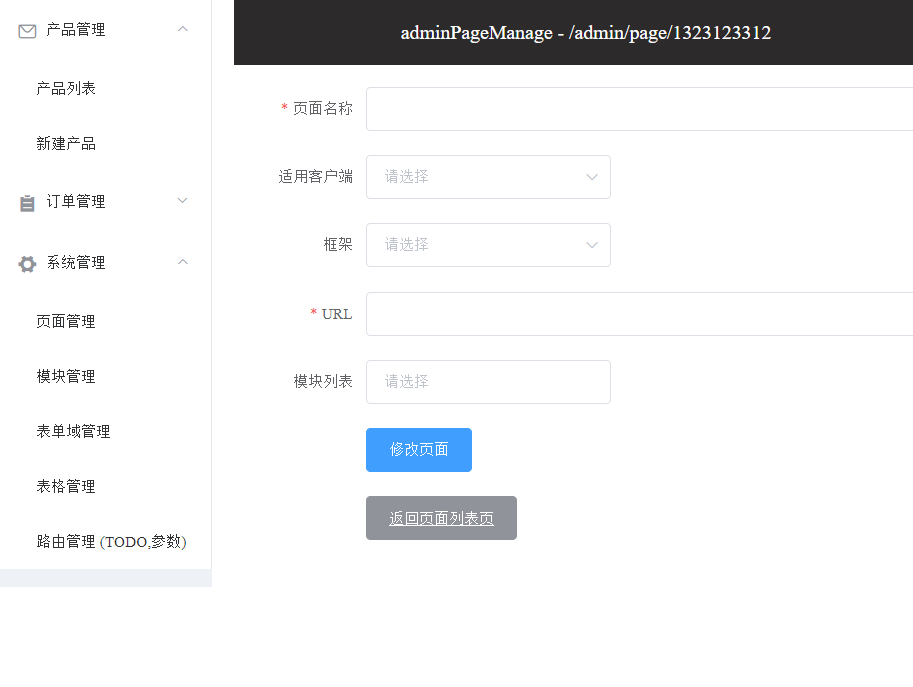 产品管理
产品列表
新建产品
订单管理
系统管理
页面管理
模块管理
表单域管理
表格管理
路由管理 (TODO,参数)
adminPageManage - /admin/page/1323123312
* 页面名称
适用客户端 请选择
框架 请选择
* URL
模块列表 请选择
修改页面
返回页面列表页